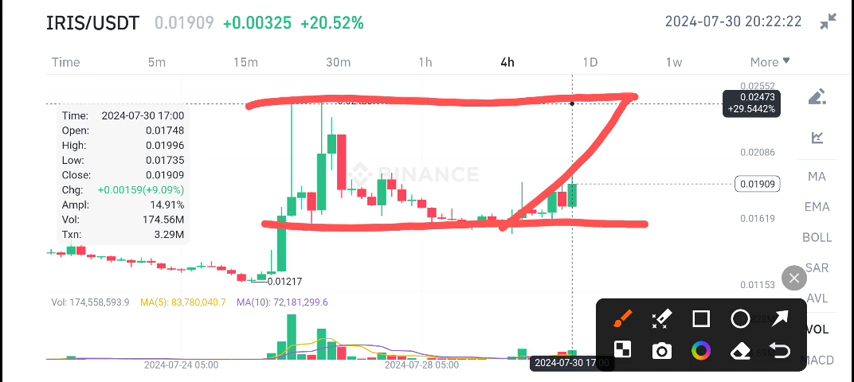 IRIS/USDT 0.01909 +0.00325 +20.52% 2024-07-30 20:22:22
Time 5m 15m 30m 1h 4h 1D 1w More
0.02552
0.02473
+29.5442%
Time: 2024-07-30 17:00
Open: 0.01748
High: 0.01996
Low: 0.01735
Close: 0.01909
Chg: +0.00159(+9.09%)
Ampl: 14.91%
Vol: 174.56M
Txn: 3.29M
BINANCE
0.02086
0.01909
0.01619
0.01217
0.01153
MA
EMA
BOLL
SAR
AVL
VOL
MACD
Vol: 174,558,593.9 MA(5): 83,780,040.7 MA(10): 72,181,299.6
2024-07-24 05:00 2024-07-28 05:00 2024-07-30 17:00